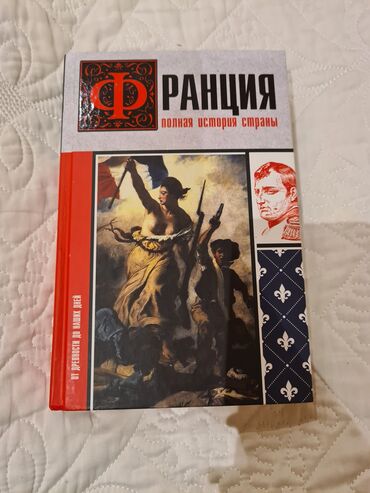 ФРАНЦИЯ
ПОЛНАЯ ИСТОРИЯ СТРАНЫ
ОТ ДРЕВНОСТИ ДО НАШИХ ДНЕЙ